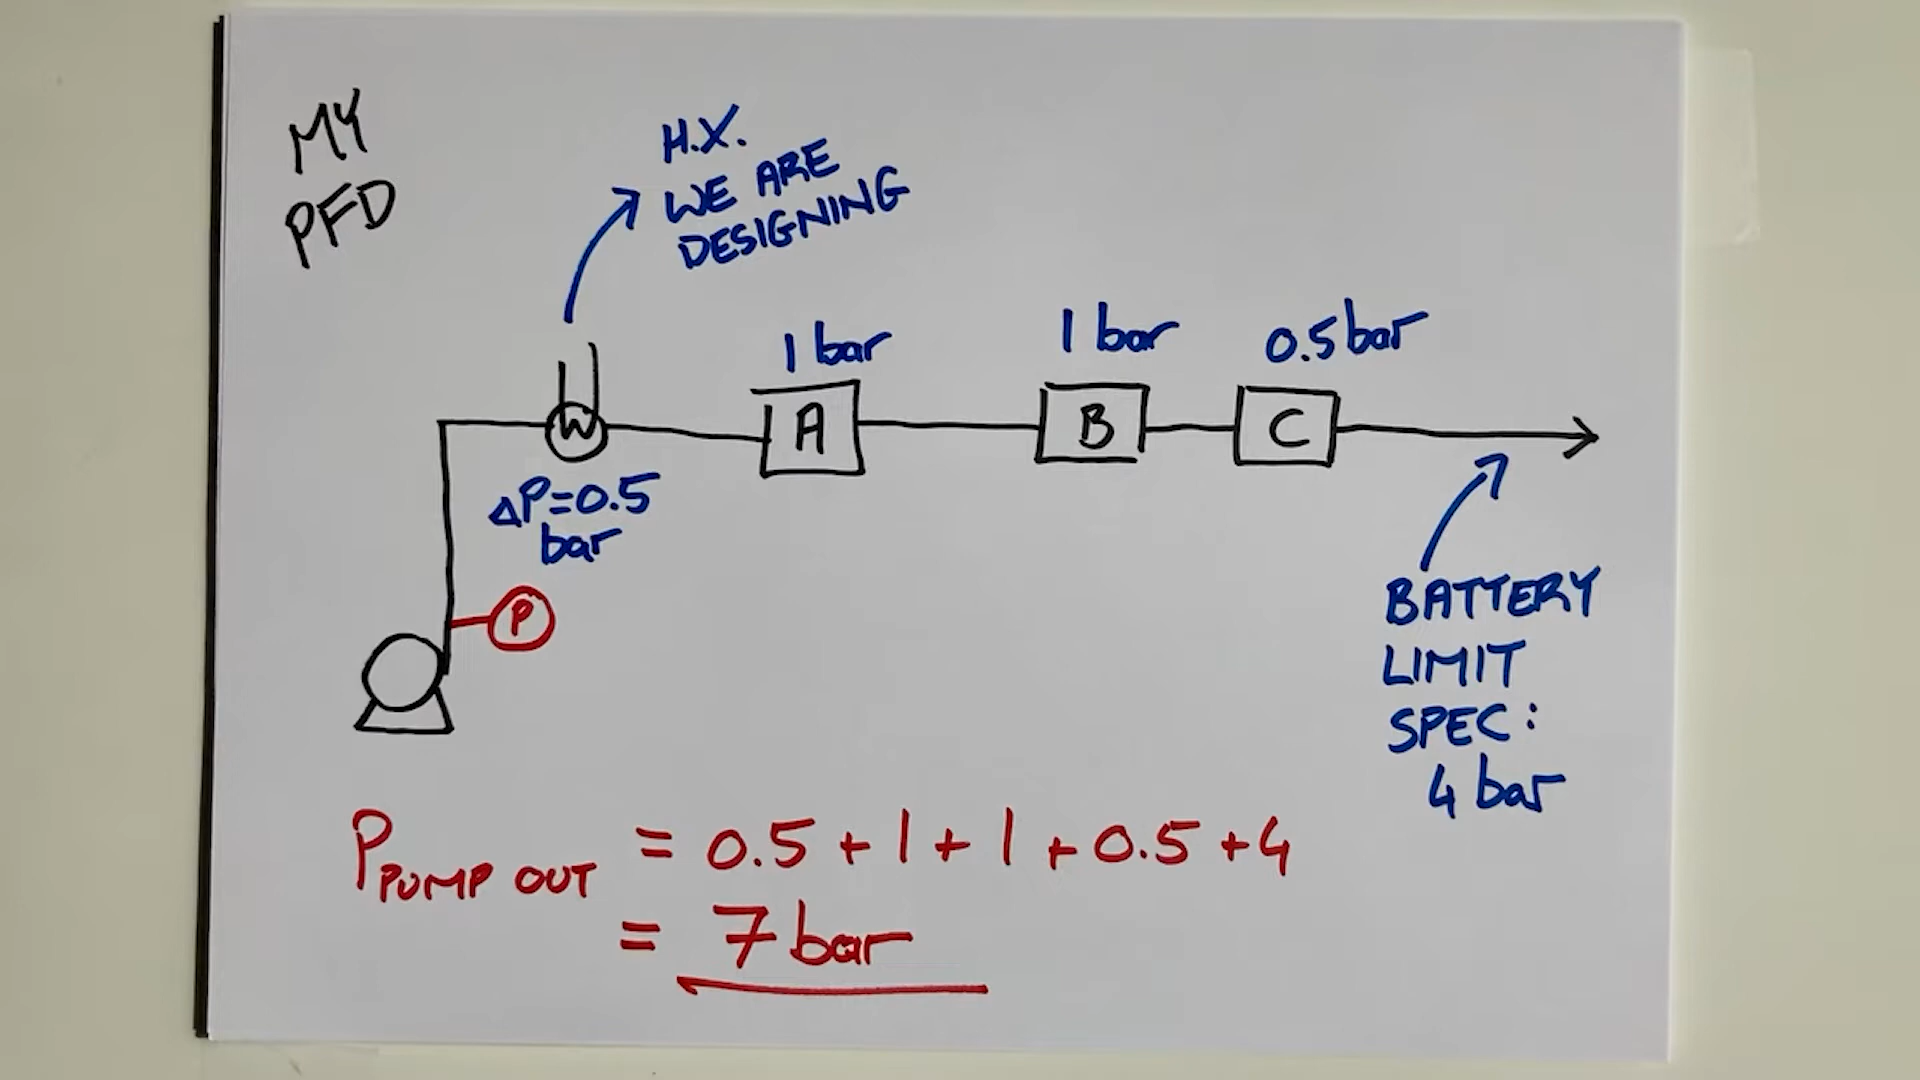 MY
PFD
H.X.
WE ARE
DESIGNING
1 bar
1 bar
0.5 bar
W
A
B
C
ΔP=0.5
bar
P
BATTERY
LIMIT
SPEC:
4 bar
P PUMP OUT = 0.5 + 1 + 1 + 0.5 + 4
= 7 bar